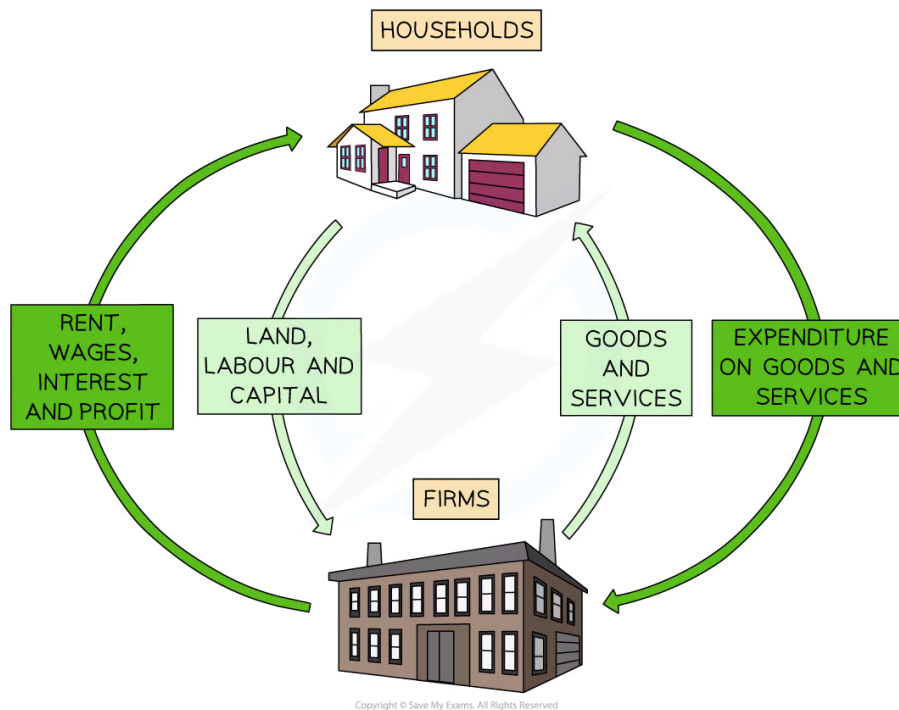 HOUSEHOLDS
RENT,
WAGES,
INTEREST
AND PROFIT
LAND,
LABOUR AND
CAPITAL
GOODS
AND
SERVICES
EXPENDITURE
ON GOODS AND
SERVICES
FIRMS
Copyright © Save My Exams. All Rights Reserved